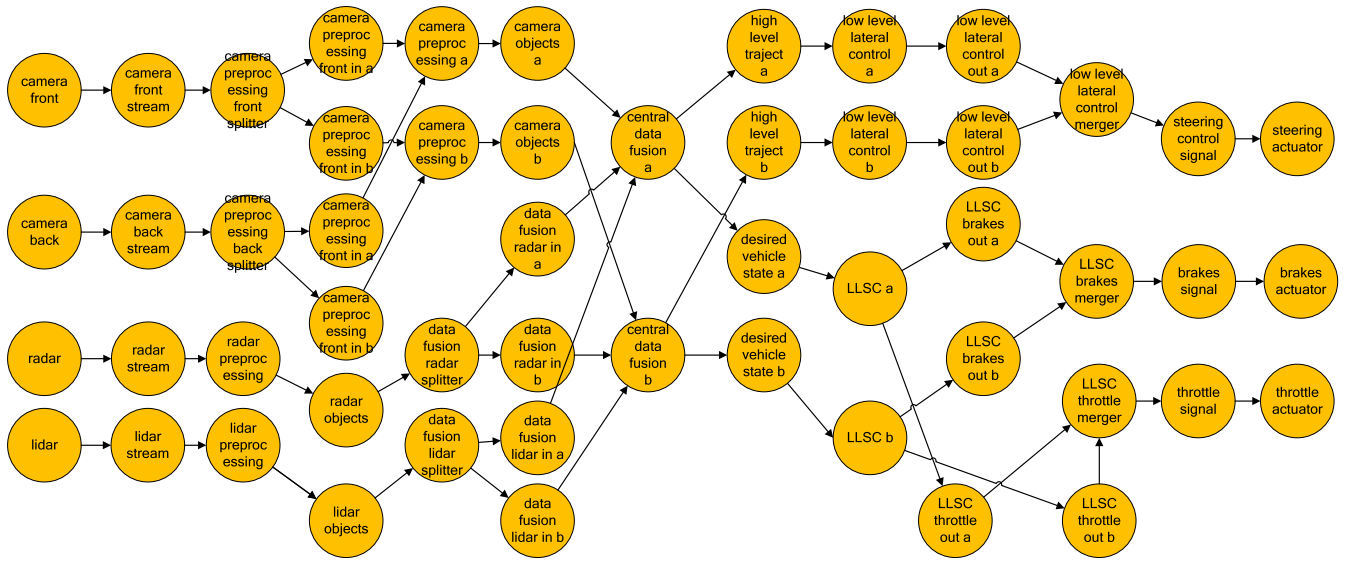 camera
front
camera
front
stream
camera
preproc
essing
front
splitter
camera
preproc
essing
front in a
camera
preproc
essing a
camera
objects
a
camera
preproc
essing
front in b
camera
preproc
essing b
camera
objects
b
camera
back
camera
back
stream
camera
preproc
essing
back
splitter
camera
preproc
essing
front in a
camera
preproc
essing
front in b
radar
radar
stream
radar
preproc
essing
radar
objects
data
fusion
radar
splitter
data
fusion
radar in
a
data
fusion
radar in
b
lidar
lidar
stream
lidar
preproc
essing
lidar
objects
data
fusion
lidar
splitter
data
fusion
lidar in a
data
fusion
lidar in b
central
data
fusion
a
central
data
fusion
b
high
level
traject
a
low level
lateral
control
a
low level
lateral
control
out a
high
level
traject
b
low level
lateral
control
b
low level
lateral
control
out b
low level
lateral
control
merger
steering
control
signal
steering
actuator
desired
vehicle
state a
LLSC a
LLSC
brakes
out a
desired
vehicle
state b
LLSC b
LLSC
brakes
out b
LLSC
brakes
merger
brakes
signal
brakes
actuator
LLSC
throttle
out a
LLSC
throttle
out b
LLSC
throttle
merger
throttle
signal
throttle
actuator